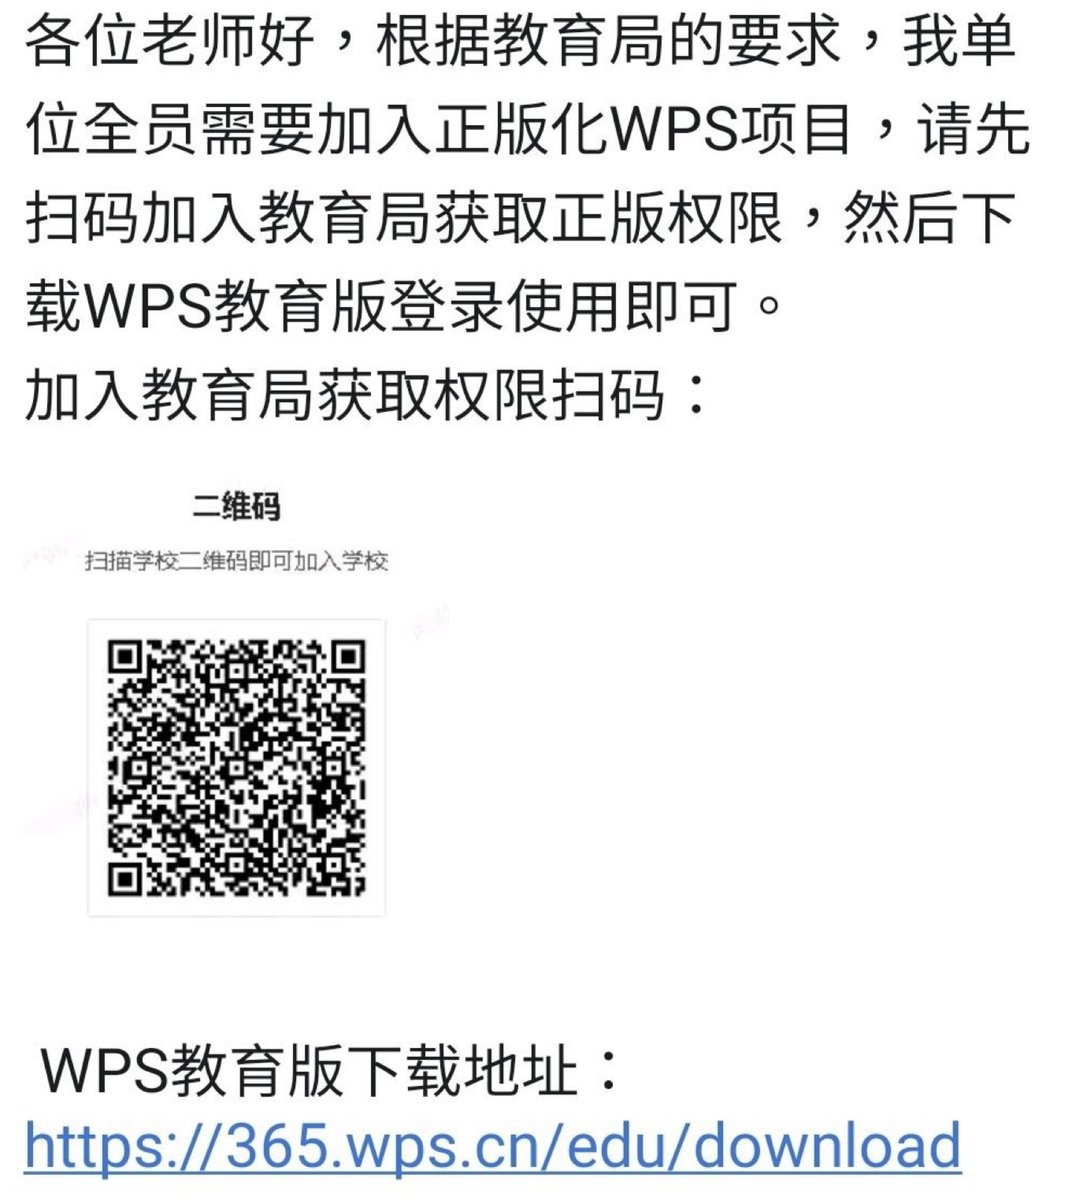 各位老师好，根据教育局的要求，我单
位全员需要加入正版化WPS项目，请先
扫码加入教育局获取正版权限，然后下
载WPS教育版登录使用即可。
加入教育局获取权限扫码：
二维码
扫描学校二维码即可加入学校
WPS教育版下载地址：
https://365.wps.cn/edu/download